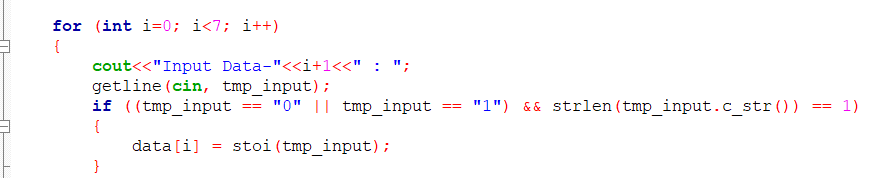 for (int i=0; i<7; i++)
{
    cout<<"Input Data-"<<i+1<<" : ";
    getline(cin, tmp_input);
    if ((tmp_input == "0" || tmp_input == "1") && strlen(tmp_input.c_str()) == 1)
    {
        data[i] = stoi(tmp_input);
    }